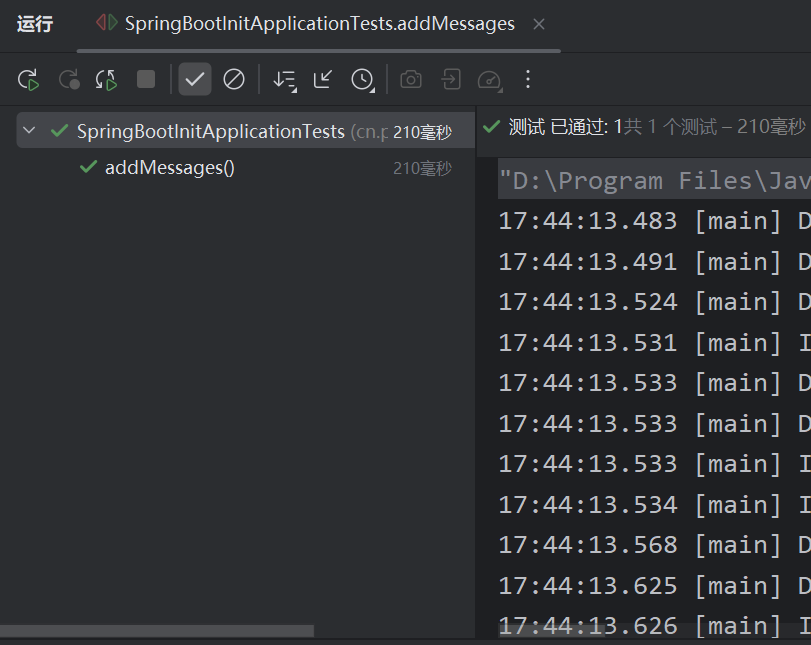 运行 SpringBootInitApplicationTests.addMessages
SpringBootInitApplicationTests (cn.p 210毫秒
addMessages() 210毫秒
测试 已通过: 1共 1 个测试 – 210毫秒
"D:\Program Files\Jav
17:44:13.483 [main] D
17:44:13.491 [main] D
17:44:13.524 [main] D
17:44:13.531 [main] I
17:44:13.533 [main] D
17:44:13.533 [main] D
17:44:13.533 [main] I
17:44:13.534 [main] I
17:44:13.568 [main] D
17:44:13.625 [main] D
17:44:13.626 [main] I